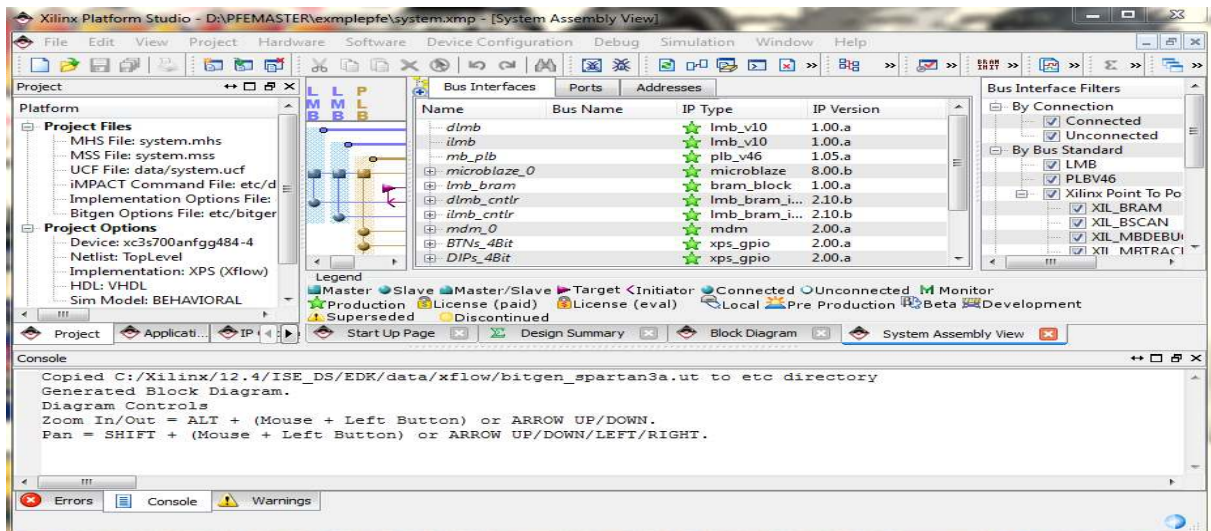 Xilinx Platform Studio - D:\PFEMASTER\exmplepfe\system.xmp - [System Assembly View]
File Edit View Project Hardware Software Device Configuration Debug Simulation Window Help
Project
Platform
Project Files
MHS File: system.mhs
MSS File: system.mss
UCF File: data/system.ucf
iMPACT Command File: etc/d
Implementation Options File:
Bitgen Options File: etc/bitger
Project Options
Device: xc3s700anfgg484-4
Netlist: TopLevel
Implementation: XPS (Xflow)
HDL: VHDL
Sim Model: BEHAVIORAL
Project Applicati... IP
L L P
M M L
B B B
Bus Interfaces Ports Addresses
Name Bus Name IP Type IP Version
dlmb lmb_v10 1.00.a
ilmb lmb_v10 1.00.a
mb_plb plb_v46 1.05.a
microblaze_0 microblaze 8.00.b
lmb_bram bram_block 1.00.a
dlmb_cntlr lmb_bram_i... 2.10.b
ilmb_cntlr lmb_bram_i... 2.10.b
mdm_0 mdm 2.00.a
BTNs_4Bit xps_gpio 2.00.a
DIPs_4Bit xps_gpio 2.00.a
Legend
Master Slave Master/Slave Target Initiator Connected Unconnected M Monitor
Production License (paid) License (eval) Local Pre Production Beta Development
Superseded Discontinued
Start Up Page Design Summary Block Diagram System Assembly View
Bus Interface Filters
By Connection
Connected
Unconnected
By Bus Standard
LMB
PLBV46
Xilinx Point To Po
XIL_BRAM
XIL_BSCAN
XIL_MBDEBU
XIL_MBTRAC
Console
Copied C:/Xilinx/12.4/ISE_DS/EDK/data/xflow/bitgen_spartan3a.ut to etc directory
Generated Block Diagram.
Diagram Controls
Zoom In/Out = ALT + (Mouse + Left Button) or ARROW UP/DOWN.
Pan = SHIFT + (Mouse + Left Button) or ARROW UP/DOWN/LEFT/RIGHT.
Errors Console Warnings